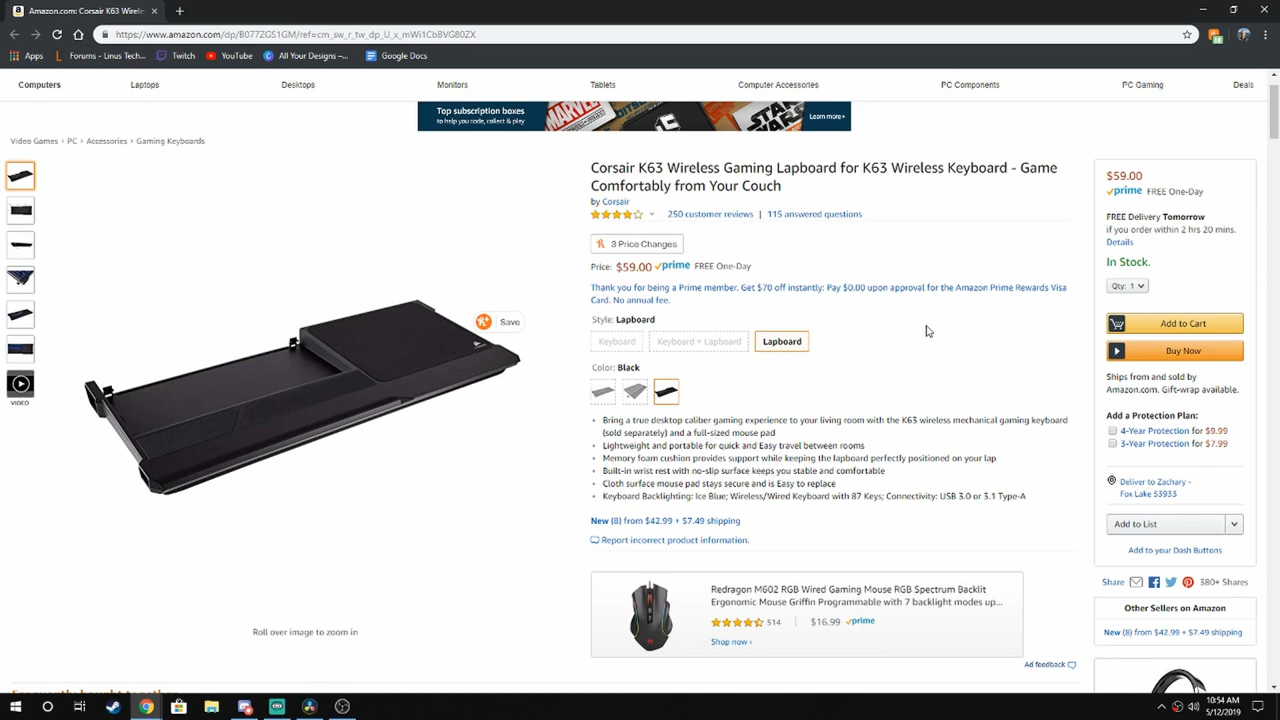 Amazon.com: Corsair K63 Wireles
https://www.amazon.com/dp/B077ZGS1GM/ref=cm_sw_r_tw_dp_U_x_mWi1CbBVG80ZX
Apps
Forums - Linus Tech...
Twitch
YouTube
All Your Designs –...
Google Docs
Computers
Laptops
Desktops
Monitors
Tablets
Computer Accessories
PC Components
PC Gaming
Deals
Top subscription boxes
to help you code, collect & play
MARVEL
STAR
WARS
Learn more›
Video Games › PC › Accessories › Gaming Keyboards
VIDEO
Save
Roll over image to zoom in
Corsair K63 Wireless Gaming Lapboard for K63 Wireless Keyboard - Game
Comfortably from Your Couch
by Corsair
250 customer reviews | 115 answered questions
3 Price Changes
Price: $59.00 prime FREE One-Day
Thank you for being a Prime member. Get $70 off instantly: Pay $0.00 upon approval for the Amazon Prime Rewards Visa
Card. No annual fee.
Style: Lapboard
Keyboard
Keyboard + Lapboard
Lapboard
Color: Black
Bring a true desktop caliber gaming experience to your living room with the K63 wireless mechanical gaming keyboard
(sold separately) and a full-sized mouse pad
Lightweight and portable for quick and Easy travel between rooms
Memory foam cushion provides support while keeping the lapboard perfectly positioned on your lap
Built-in wrist rest with no-slip surface keeps you stable and comfortable
Cloth surface mouse pad stays secure and is Easy to replace
Keyboard Backlighting: Ice Blue; Wireless/Wired Keyboard with 87 Keys; Connectivity: USB 3.0 or 3.1 Type-A
New (8) from $42.99 + $7.49 shipping
Report incorrect product information.
Redragon M602 RGB Wired Gaming Mouse RGB Spectrum Backlit
Ergonomic Mouse Griffin Programmable with 7 backlight modes up...
514 | $16.99 prime
Shop now ›
Ad feedback
$59.00
prime FREE One-Day
FREE Delivery Tomorrow
if you order within 2 hrs 20 mins.
Details
In Stock.
Qty: 1
Add to Cart
Buy Now
Ships from and sold by
Amazon.com. Gift-wrap available.
Add a Protection Plan:
4-Year Protection for $9.99
3-Year Protection for $7.99
Deliver to Zachary -
Fox Lake 53933
Add to List
Add to your Dash Buttons
Share
380+ Shares
Other Sellers on Amazon
New (8) from $42.99 + $7.49 shipping
Frequently bought together
10:54 AM
5/12/2019